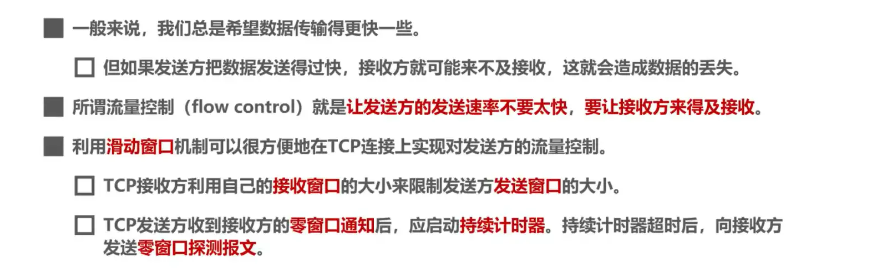 一般来说，我们总是希望数据传输得更快一些。
但如果发送方把数据发送得过快，接收方就可能来不及接收，这就会造成数据的丢失。
所谓流量控制（flow control）就是让发送方的发送速率不要太快，要让接收方来得及接收。
利用滑动窗口机制可以很方便地在TCP连接上实现对发送方的流量控制。
TCP接收方利用自己的接收窗口的大小来限制发送方发送窗口的大小。
TCP发送方收到接收方的零窗口通知后，应启动持续计时器。持续计时器超时后，向接收方
发送零窗口探测报文。